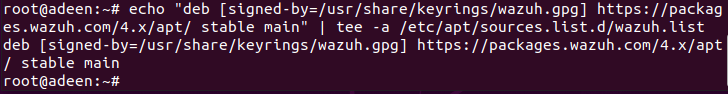 root@adeen:~# echo "deb [signed-by=/usr/share/keyrings/wazuh.gpg] https://packag
es.wazuh.com/4.x/apt/ stable main" | tee -a /etc/apt/sources.list.d/wazuh.list
deb [signed-by=/usr/share/keyrings/wazuh.gpg] https://packages.wazuh.com/4.x/apt
/ stable main
root@adeen:~#